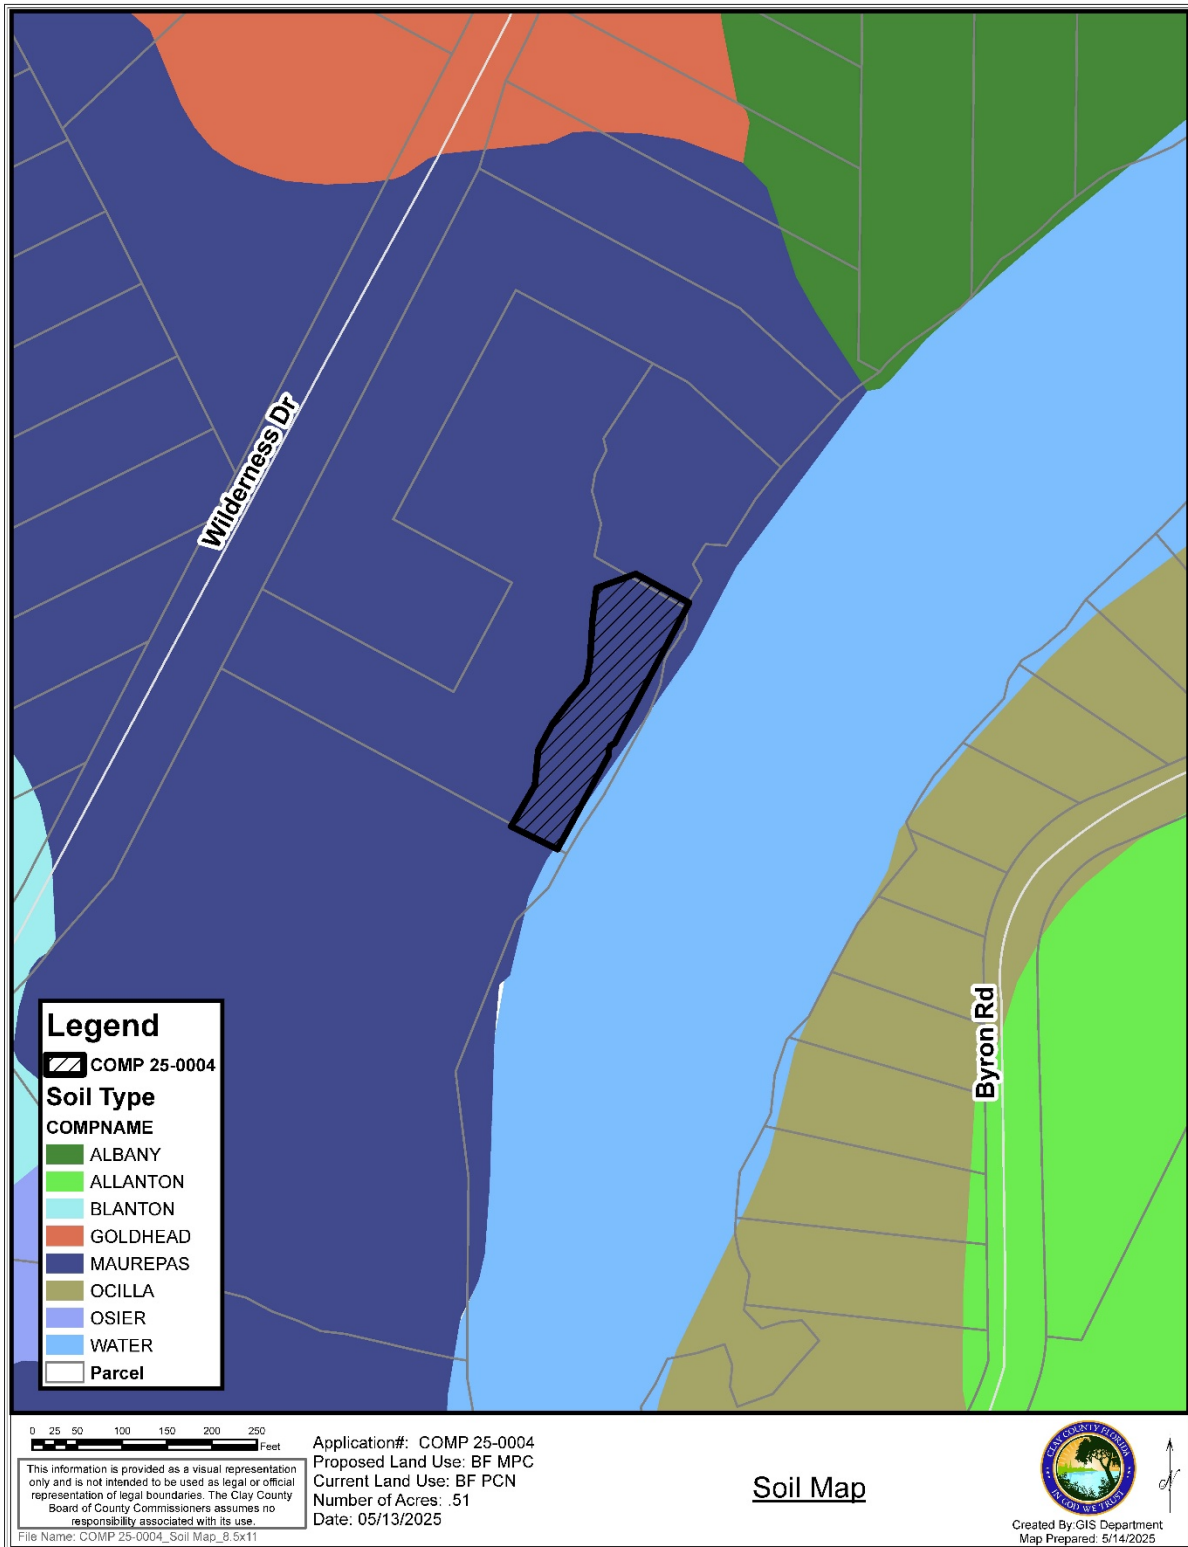 Wilderness Dr
Byron Rd
Legend
COMP 25-0004
Soil Type
COMPNAME
ALBANY
ALLANTON
BLANTON
GOLDHEAD
MAUREPAS
OCILLA
OSIER
WATER
Parcel
0 25 50 100 150 200 250
Feet
This information is provided as a visual representation
only and is not intended to be used as legal or official
representation of legal boundaries. The Clay County
Board of County Commissioners assumes no
responsibility associated with its use.
File Name: COMP 25-0004_Soil Map_8.5x11
Application#: COMP 25-0004
Proposed Land Use: BF MPC
Current Land Use: BF PCN
Number of Acres: .51
Date: 05/13/2025
Soil Map
CLAY COUNTY FLORIDA
IN GOD WE TRUST
N
Created By:GIS Department
Map Prepared: 5/14/2025